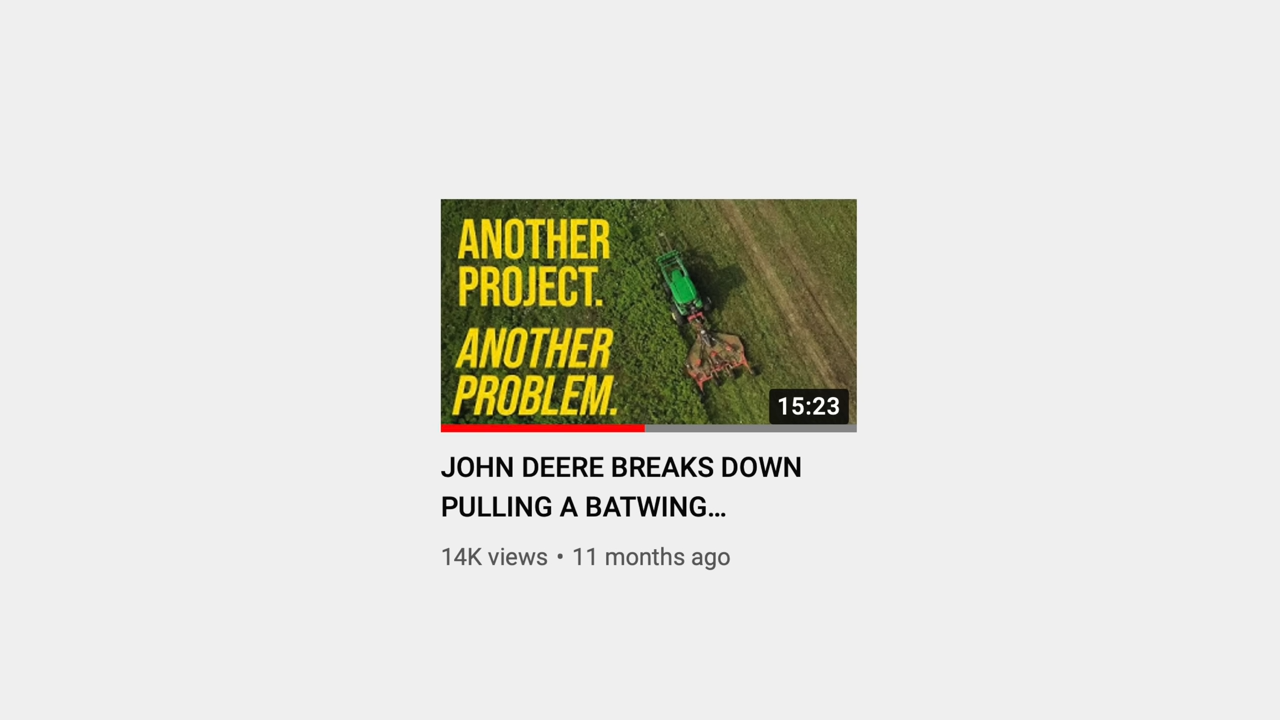 ANOTHER
PROJECT.
ANOTHER
PROBLEM.
15:23
JOHN DEERE BREAKS DOWN
PULLING A BATWING…
14K views • 11 months ago